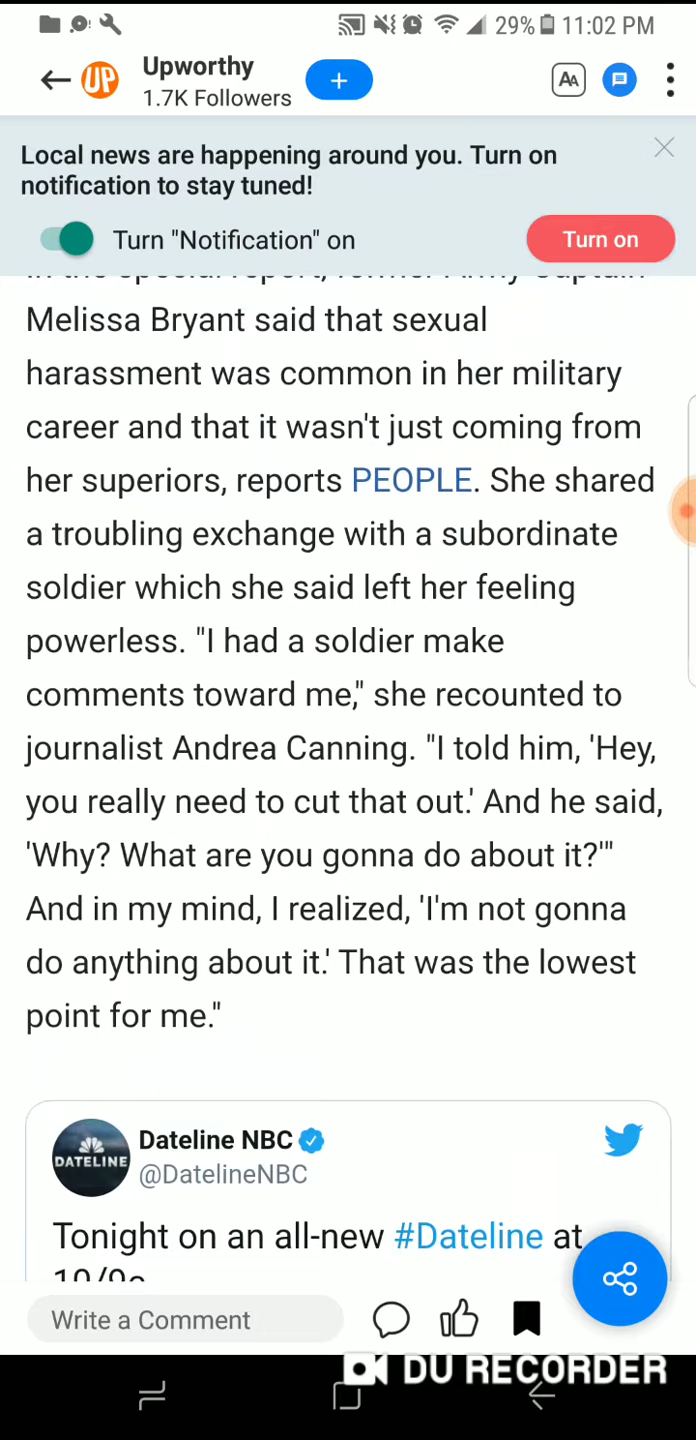 29% 11:02 PM
UP Upworthy
1.7K Followers
+
AA
Local news are happening around you. Turn on
notification to stay tuned!
Turn "Notification" on
Turn on
Melissa Bryant said that sexual
harassment was common in her military
career and that it wasn't just coming from
her superiors, reports PEOPLE. She shared
a troubling exchange with a subordinate
soldier which she said left her feeling
powerless. "I had a soldier make
comments toward me," she recounted to
journalist Andrea Canning. "I told him, 'Hey,
you really need to cut that out.' And he said,
'Why? What are you gonna do about it?'"
And in my mind, I realized, 'I'm not gonna
do anything about it.' That was the lowest
point for me."
DATELINE
Dateline NBC
@DatelineNBC
Tonight on an all-new #Dateline at
Write a Comment
DU RECORDER